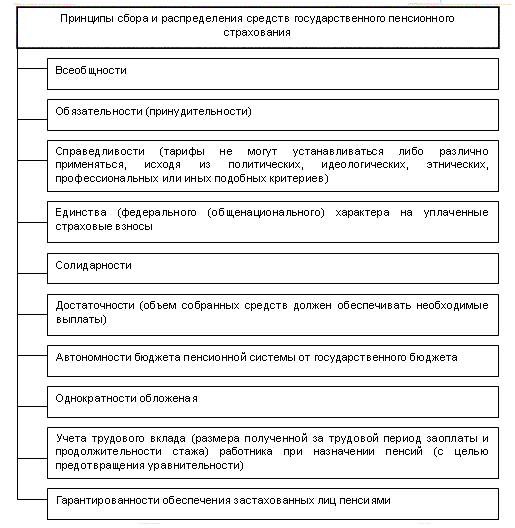 Принципы сбора и распределения средств государственного пенсионного
страхования
Всеобщности
Обязательности (принудительности)
Справедливости (тарифы не могут устанавливаться либо различно
применяться, исходя из политических, идеологических, этнических,
профессиональных или иных подобных критериев)
Единства (федерального (общенационального) характера на уплаченные
страховые взносы
Солидарности
Достаточности (объем собранных средств должен обеспечивать необходимые
выплаты)
Автономности бюджета пенсионной системы от государственного бюджета
Однократности обложеная
Учета трудового вклада (размера полученной за трудовой период заоплаты и
продолжительности стажа) работника при назначении пенсий (с целью
предотвращения уравнительности)
Гарантированности обеспечения застахованных лиц пенсиями